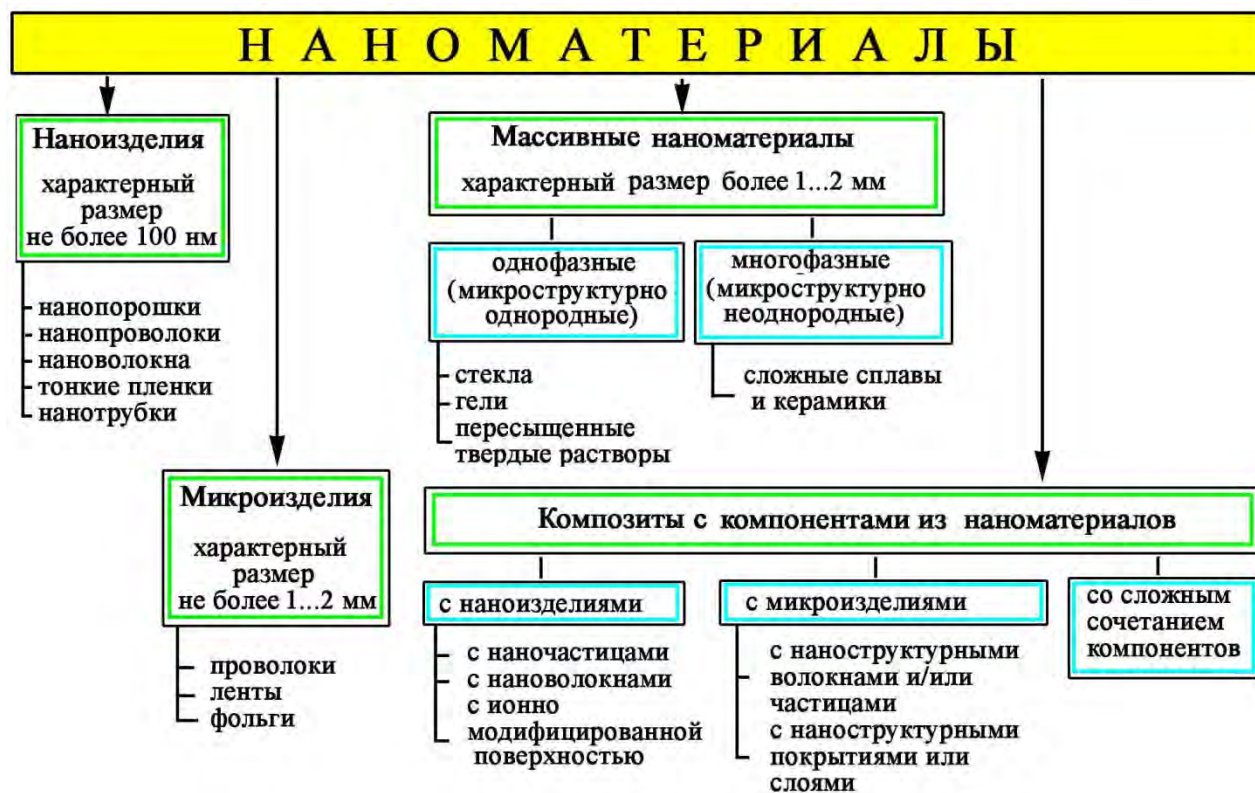 НАНОМАТЕРИАЛЫ
Наноизделия
характерный
размер
не более 100 нм
нанопорошки
нанопроволоки
нановолокна
тонкие пленки
нанотрубки
Микроизделия
характерный
размер
не более 1...2 мм
проволоки
ленты
фольги
Массивные наноматериалы
характерный размер более 1...2 мм
однофазные
(микроструктурно
однородные)
стекла
гели
пересыщенные
твердые растворы
многофазные
(микроструктурно
неоднородные)
сложные сплавы
и керамики
Композиты с компонентами из наноматериалов
с наноизделиями
с наночастицами
с нановолокнами
с ионно
модифицированной
поверхностью
с микроизделиями
с наноструктурными
волокнами и/или
частицами
с наноструктурными
покрытиями или
слоями
со сложным
сочетанием
компонентов